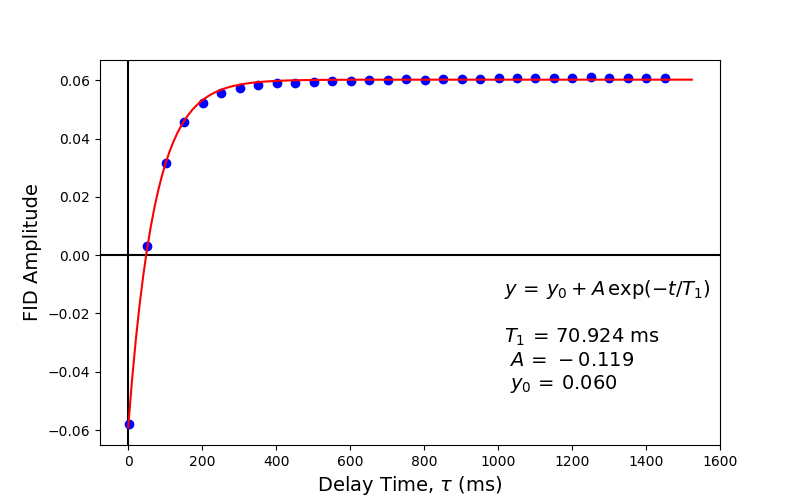 0.06
0.04
0.02
0.00
−0.02
−0.04
−0.06
FID Amplitude
y = y₀ + A exp(−t/T₁)
T₁ = 70.924 ms
A = −0.119
y₀ = 0.060
0 200 400 600 800 1000 1200 1400 1600
Delay Time, τ (ms)